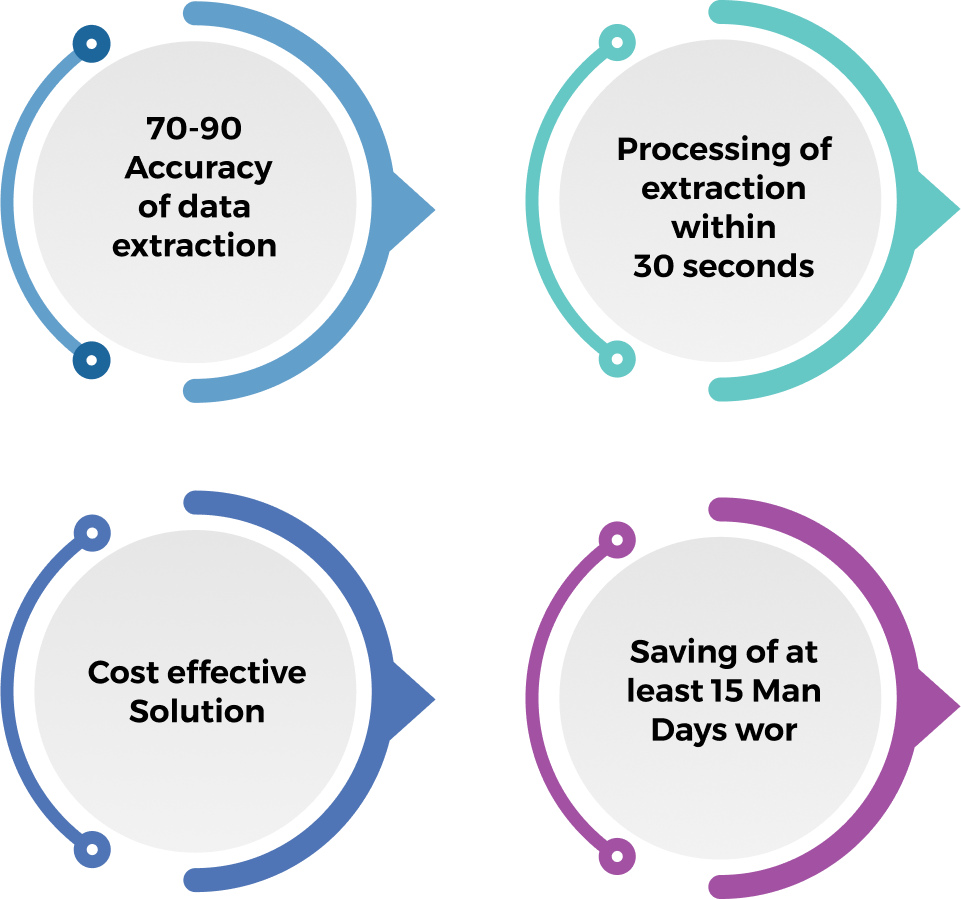 70-90
Accuracy
of data
extraction
Processing of
extraction
within
30 seconds
Cost effective
Solution
Saving of at
least 15 Man
Days wor